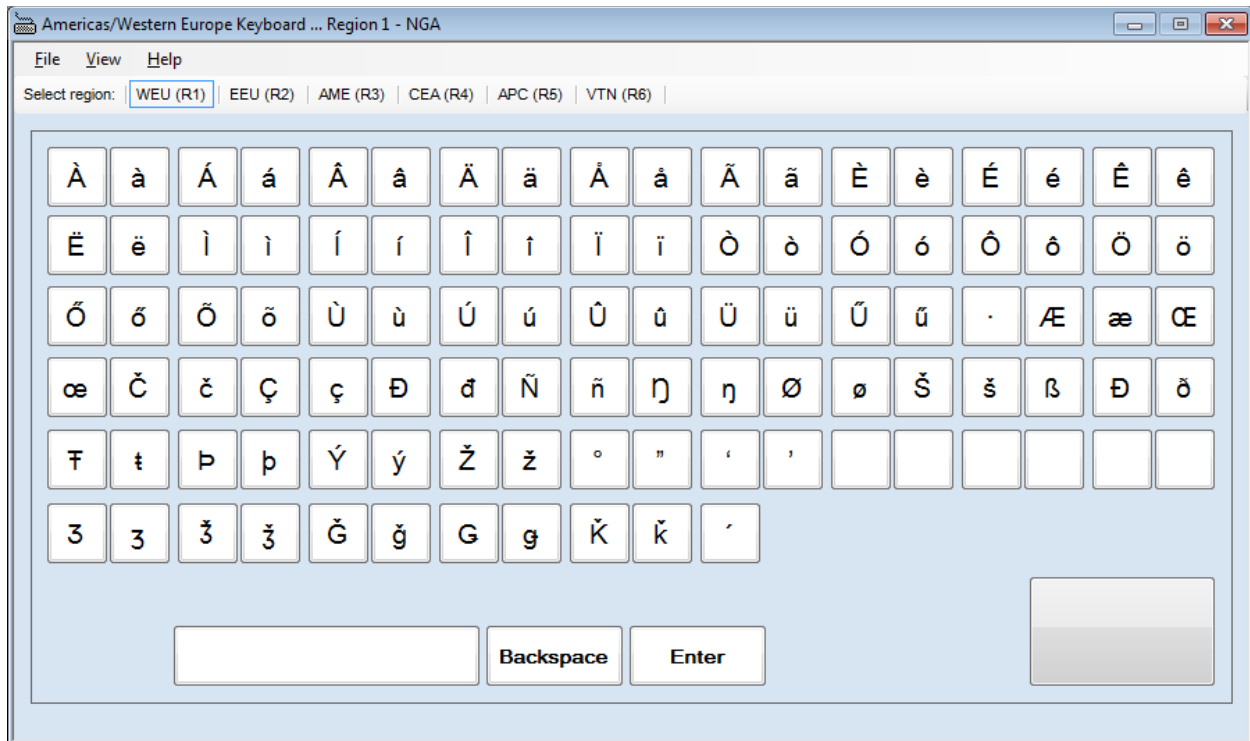 Americas/Western Europe Keyboard ... Region 1 - NGA
File View Help
Select region: WEU (R1) EEU (R2) AME (R3) CEA (R4) APC (R5) VTN (R6)
À à Á á Â â Ä ä Å å Ã ã È è É é Ê ê
Ë ë Ì ì Í í Î î Ï ï Ò ò Ó ó Ô ô Ö ö
Ő ő Õ õ Ù ù Ú ú Û û Ü ü Ű ű · Æ æ Œ
œ Č č Ç ç Đ đ Ñ ñ Ŋ ŋ Ø ø Š š ß Ð ð
Ŧ ŧ Þ þ Ý ý Ž ž ° ” ‘ ’
Ʒ ʒ Ǯ ǯ Ǧ ǧ Ǥ ǥ Ǩ ǩ ´
Backspace Enter